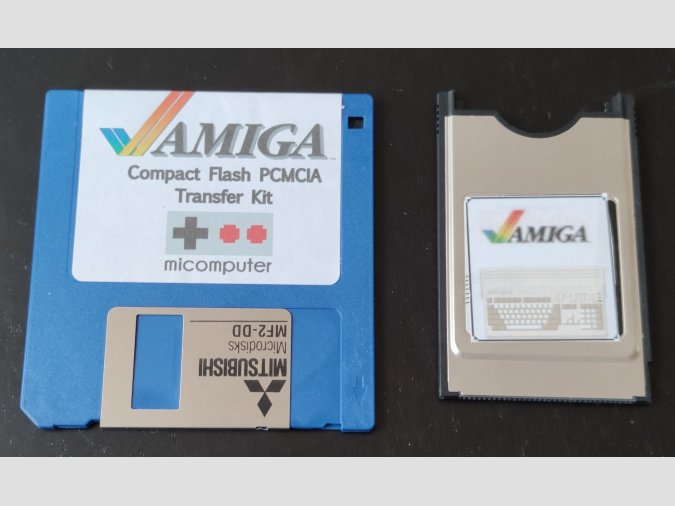 AMIGA
Compact Flash PCMCIA
Transfer Kit
micomputer
MITSUBISHI
Microdisks
MF2-DD
AMIGA